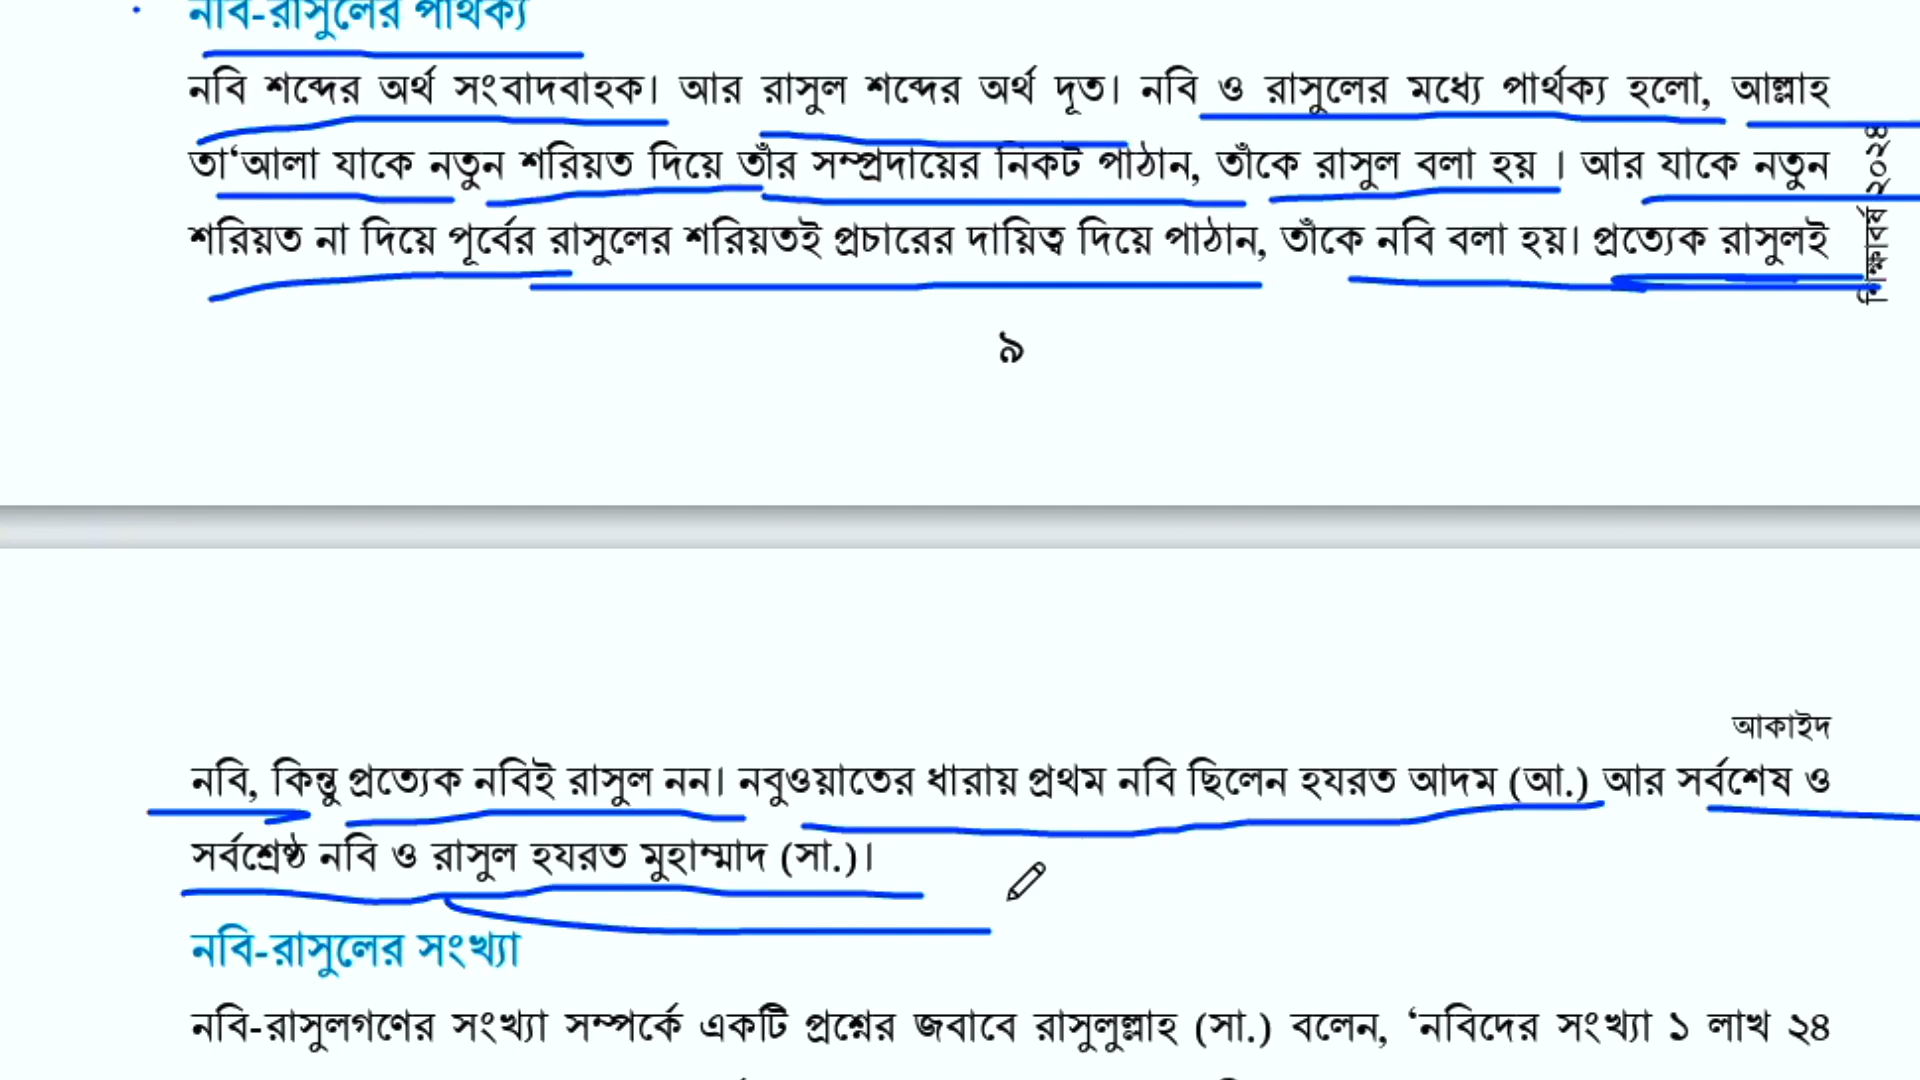 নবি-রাসুলের পার্থক্য
নবি শব্দের অর্থ সংবাদবাহক। আর রাসুল শব্দের অর্থ দূত। নবি ও রাসুলের মধ্যে পার্থক্য হলো, আল্লাহ
তা‘আলা যাকে নতুন শরিয়ত দিয়ে তাঁর সম্প্রদায়ের নিকট পাঠান, তাঁকে রাসুল বলা হয় । আর যাকে নতুন
শরিয়ত না দিয়ে পূর্বের রাসুলের শরিয়তই প্রচারের দায়িত্ব দিয়ে পাঠান, তাঁকে নবি বলা হয়। প্রত্যেক রাসুলই
শিক্ষাবর্ষ ২০২৪
৯
আকাইদ
নবি, কিন্তু প্রত্যেক নবিই রাসুল নন। নবুওয়াতের ধারায় প্রথম নবি ছিলেন হযরত আদম (আ.) আর সর্বশেষ ও
সর্বশ্রেষ্ঠ নবি ও রাসুল হযরত মুহাম্মাদ (সা.)।
নবি-রাসুলের সংখ্যা
নবি-রাসুলগণের সংখ্যা সম্পর্কে একটি প্রশ্নের জবাবে রাসুলুল্লাহ (সা.) বলেন, ‘নবিদের সংখ্যা ১ লাখ ২৪